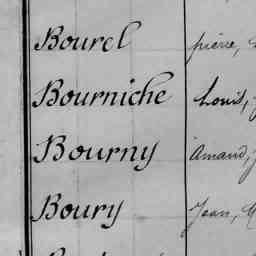 Bourel pierre,
Bourniche Louis,
Bourny Amand,
Boury Jean,